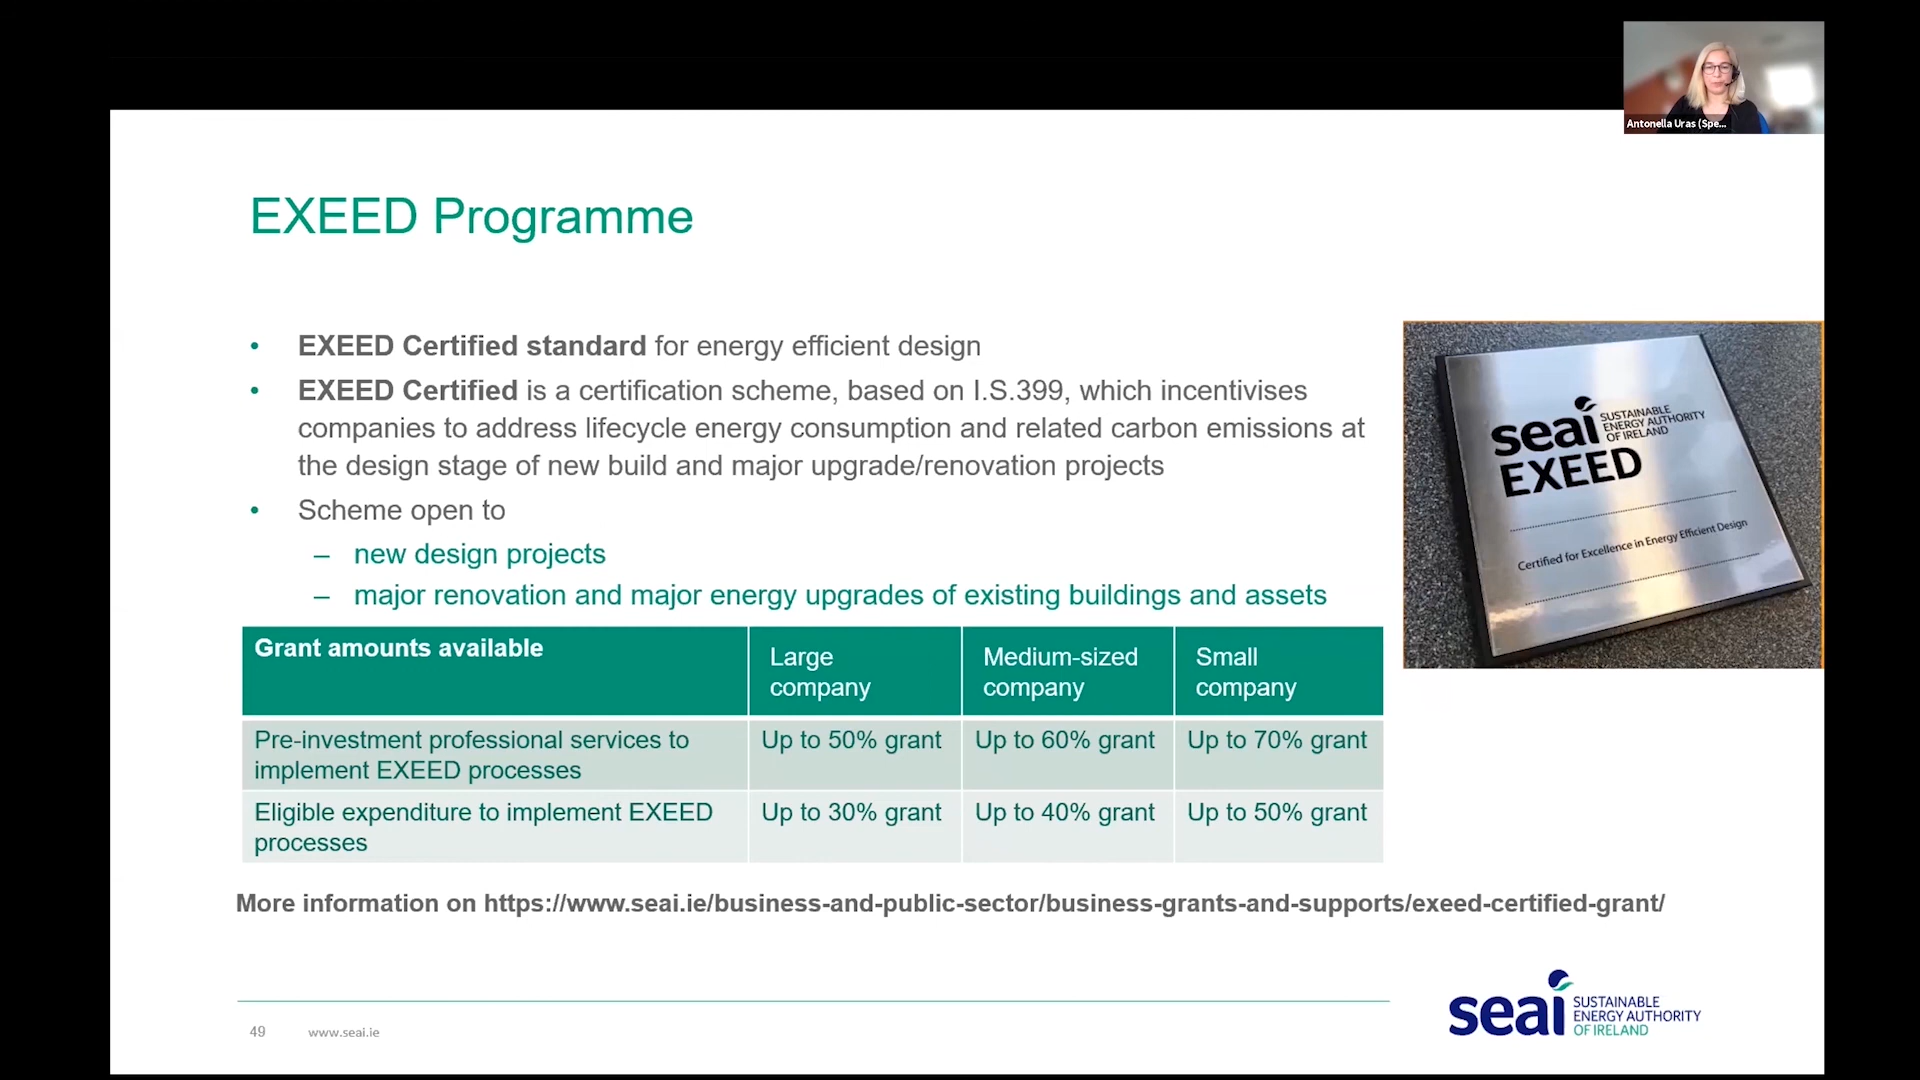 Antonella Uras (Spe...
EXEED Programme
• EXEED Certified standard for energy efficient design
• EXEED Certified is a certification scheme, based on I.S.399, which incentivises
companies to address lifecycle energy consumption and related carbon emissions at
the design stage of new build and major upgrade/renovation projects
• Scheme open to
– new design projects
– major renovation and major energy upgrades of existing buildings and assets
seai SUSTAINABLE
ENERGY AUTHORITY
OF IRELAND
EXEED
Certified for Excellence in Energy Efficient Design
Grant amounts available
Large
company
Medium-sized
company
Small
company
Pre-investment professional services to
implement EXEED processes
Up to 50% grant
Up to 60% grant
Up to 70% grant
Eligible expenditure to implement EXEED
processes
Up to 30% grant
Up to 40% grant
Up to 50% grant
More information on https://www.seai.ie/business-and-public-sector/business-grants-and-supports/exeed-certified-grant/
49
www.seai.ie
seai SUSTAINABLE
ENERGY AUTHORITY
OF IRELAND